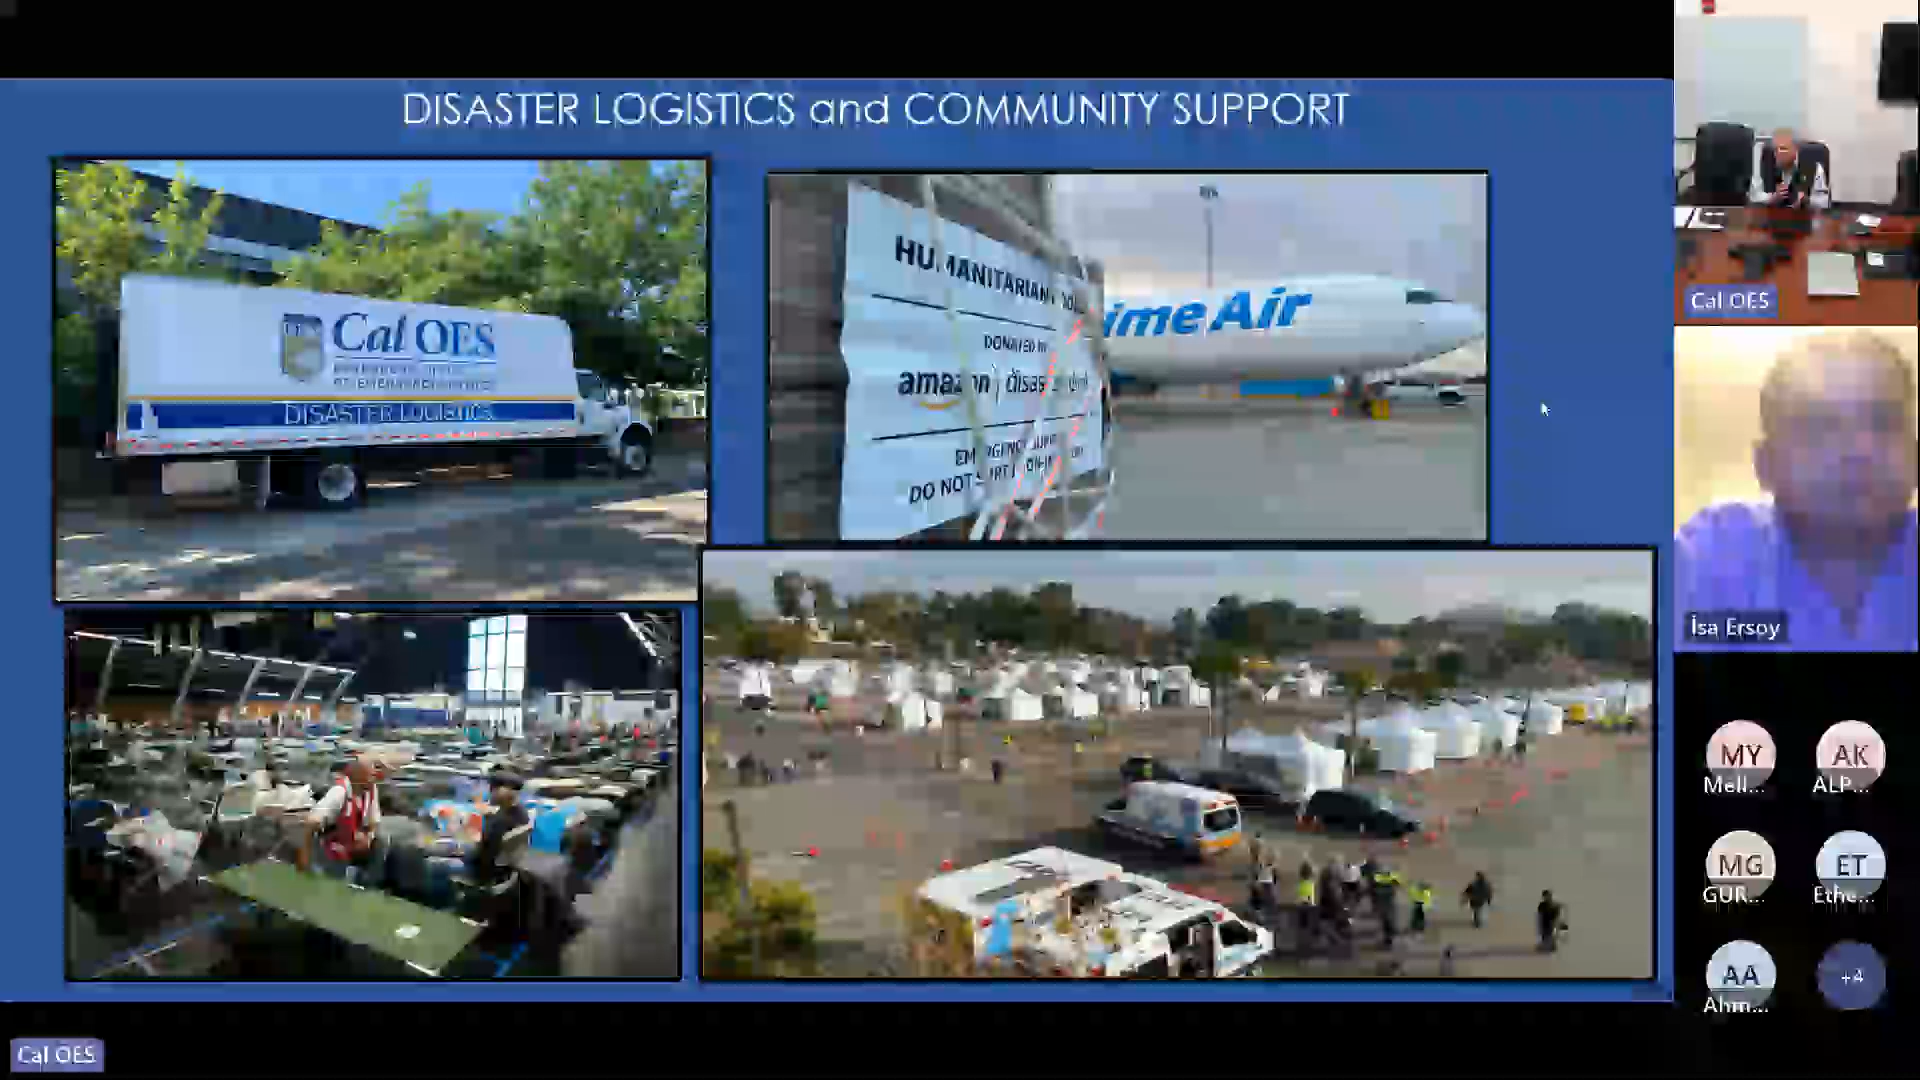 DISASTER LOGISTICS and COMMUNITY SUPPORT
Cal OES
DISASTER LOGISTICS
HUMANITARIAN
DONATED
amazon
DO NOT
ime Air
Cal OES
İsa Ersoy
MY
Mell...
AK
ALP...
MG
GUR...
ET
Ethe...
AA
Ahm...
+4
Cal OES